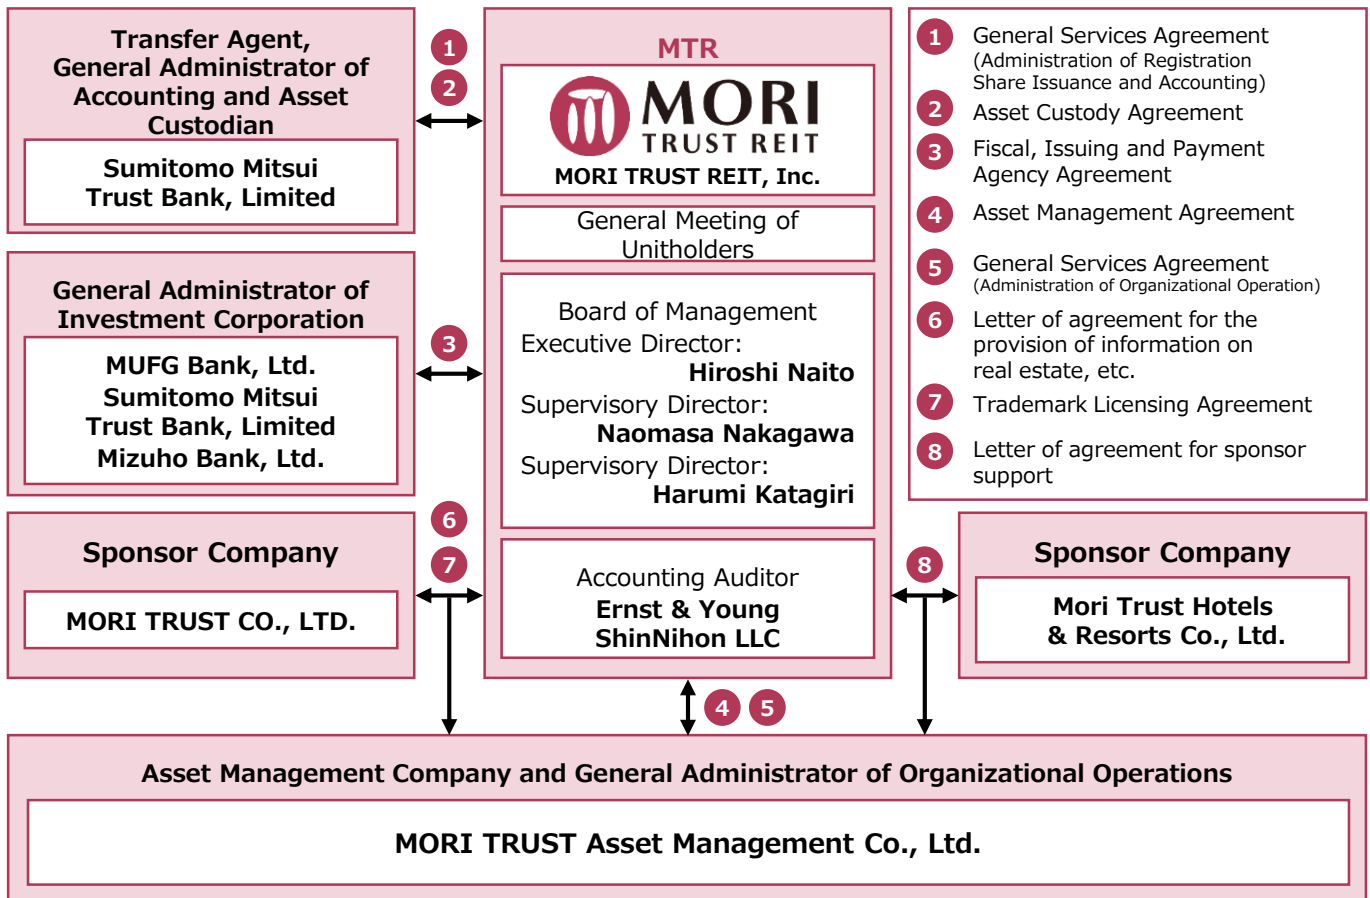 Transfer Agent,
General Administrator of
Accounting and Asset
Custodian
Sumitomo Mitsui
Trust Bank, Limited
1
2
General Administrator of
Investment Corporation
MUFG Bank, Ltd.
Sumitomo Mitsui
Trust Bank, Limited
Mizuho Bank, Ltd.
3
Sponsor Company
MORI TRUST CO., LTD.
6
7
MTR
MORI
TRUST REIT
MORI TRUST REIT, Inc.
General Meeting of
Unitholders
Board of Management
Executive Director:
Hiroshi Naito
Supervisory Director:
Naomasa Nakagawa
Supervisory Director:
Harumi Katagiri
Accounting Auditor
Ernst & Young
ShinNihon LLC
4 5
1 General Services Agreement
(Administration of Registration
Share Issuance and Accounting)
2 Asset Custody Agreement
3 Fiscal, Issuing and Payment
Agency Agreement
4 Asset Management Agreement
5 General Services Agreement
(Administration of Organizational Operation)
6 Letter of agreement for the
provision of information on
real estate, etc.
7 Trademark Licensing Agreement
8 Letter of agreement for sponsor
support
8
Sponsor Company
Mori Trust Hotels
& Resorts Co., Ltd.
Asset Management Company and General Administrator of Organizational Operations
MORI TRUST Asset Management Co., Ltd.